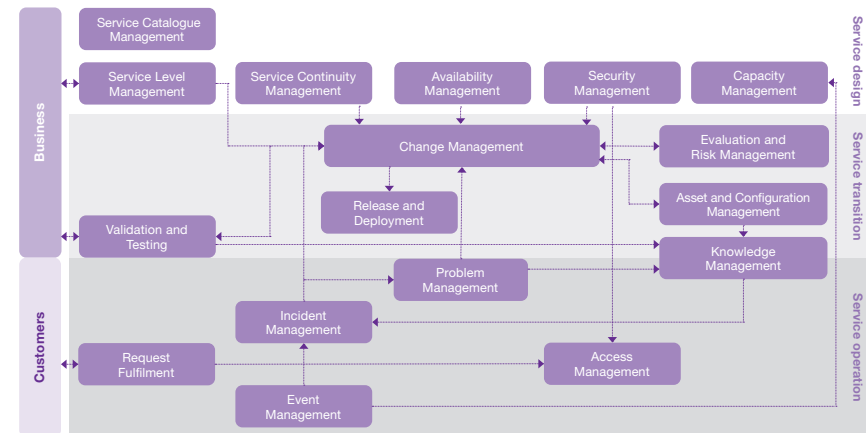 Service Catalogue
Management
Service Level
Management
Service Continuity
Management
Availability
Management
Security
Management
Capacity
Management
Service design
Business
Change Management
Evaluation and
Risk Management
Release and
Deployment
Asset and Configuration
Management
Service transition
Validation and
Testing
Knowledge
Management
Problem
Management
Customers
Incident
Management
Request
Fulfilment
Access
Management
Service operation
Event
Management